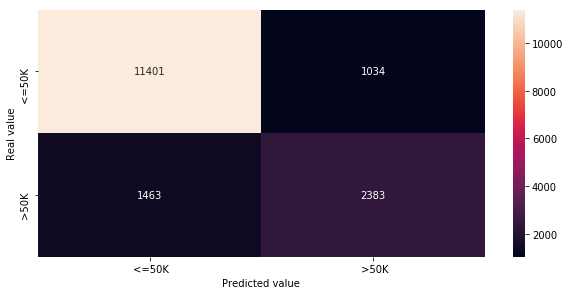 <=50K
11401
1034
Real value
>50K
1463
2383
<=50K
>50K
Predicted value
10000
8000
6000
4000
2000